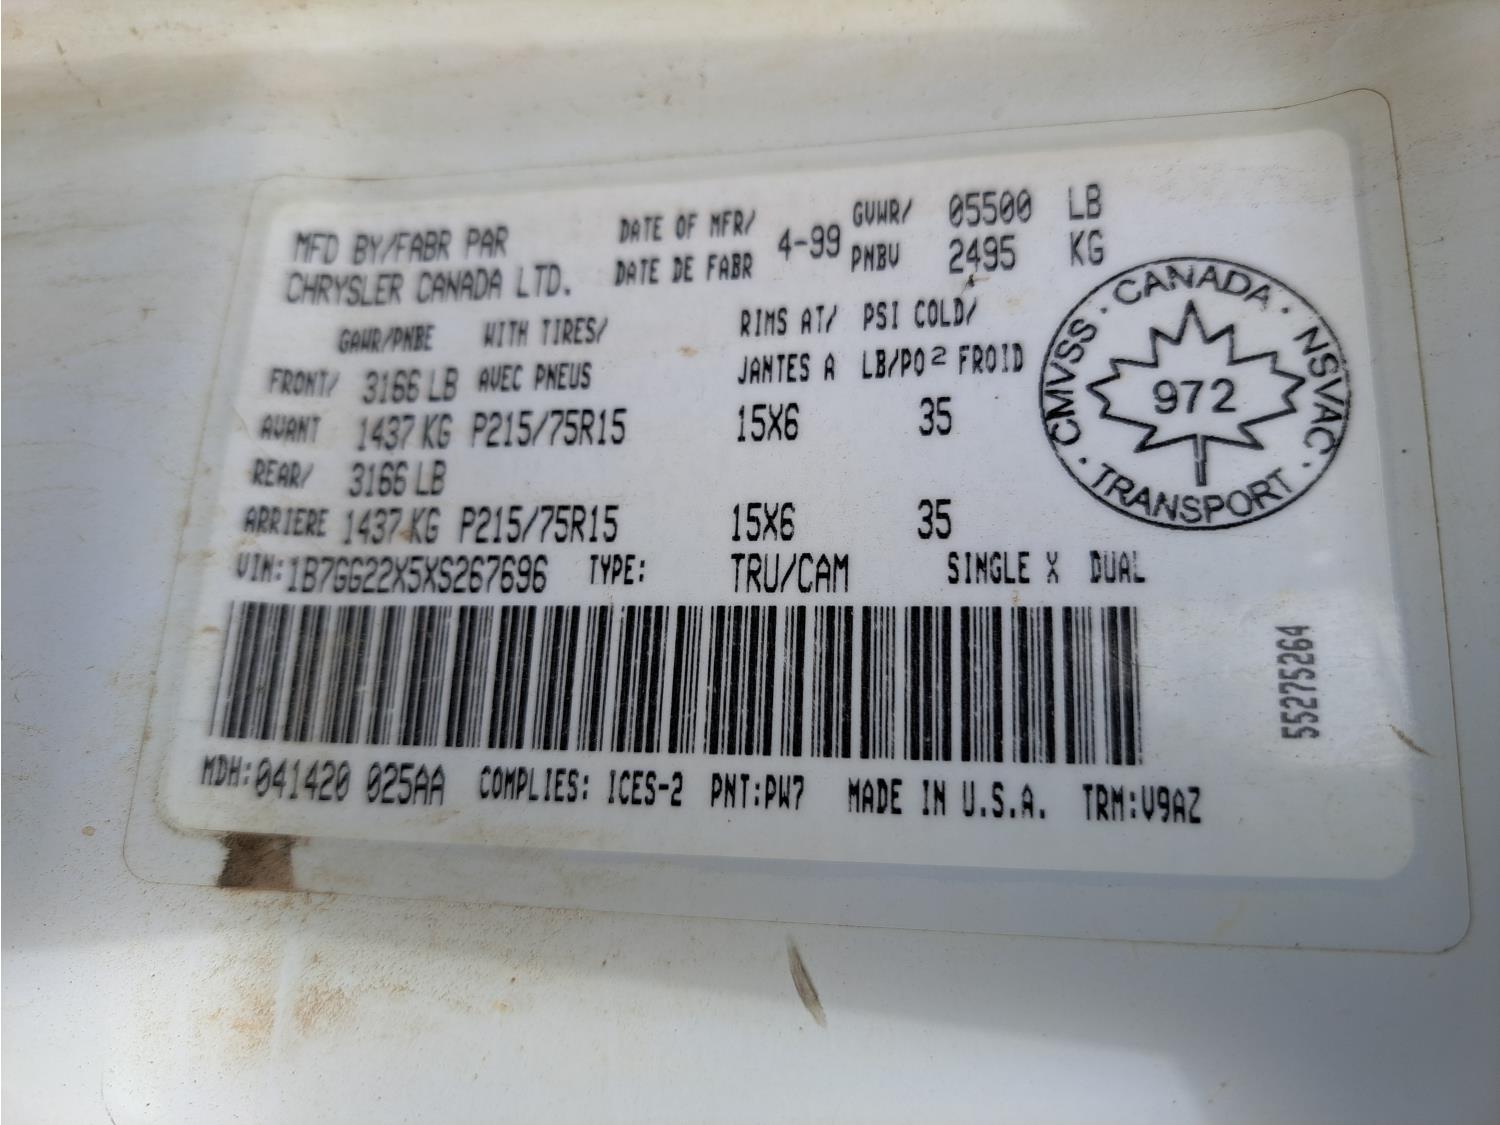 MFD BY/FABR PAR DATE OF MFR/ 4-99 GVWR/ 05500 LB
CHRYSLER CANADA LTD. DATE DE FABR PNBV 2495 KG
GAWR/PNBE WITH TIRES/ RIMS AT/ PSI COLD/
FRONT/ 3166 LB AVEC PNEUS JANTES A LB/PO2 FROID
AVANT 1437 KG P215/75R15 15X6 35
REAR/ 3166 LB
ARRIERE 1437 KG P215/75R15 15X6 35
VIN:1B7GG22X5XS267696 TYPE: TRU/CAM SINGLE X DUAL
MDH:041420 025AA COMPLIES: ICES-2 PNT:PW7 MADE IN U.S.A. TRM:V9AZ
· CANADA · NSVAC · TRANSPORT · CMVSS
972
55275264